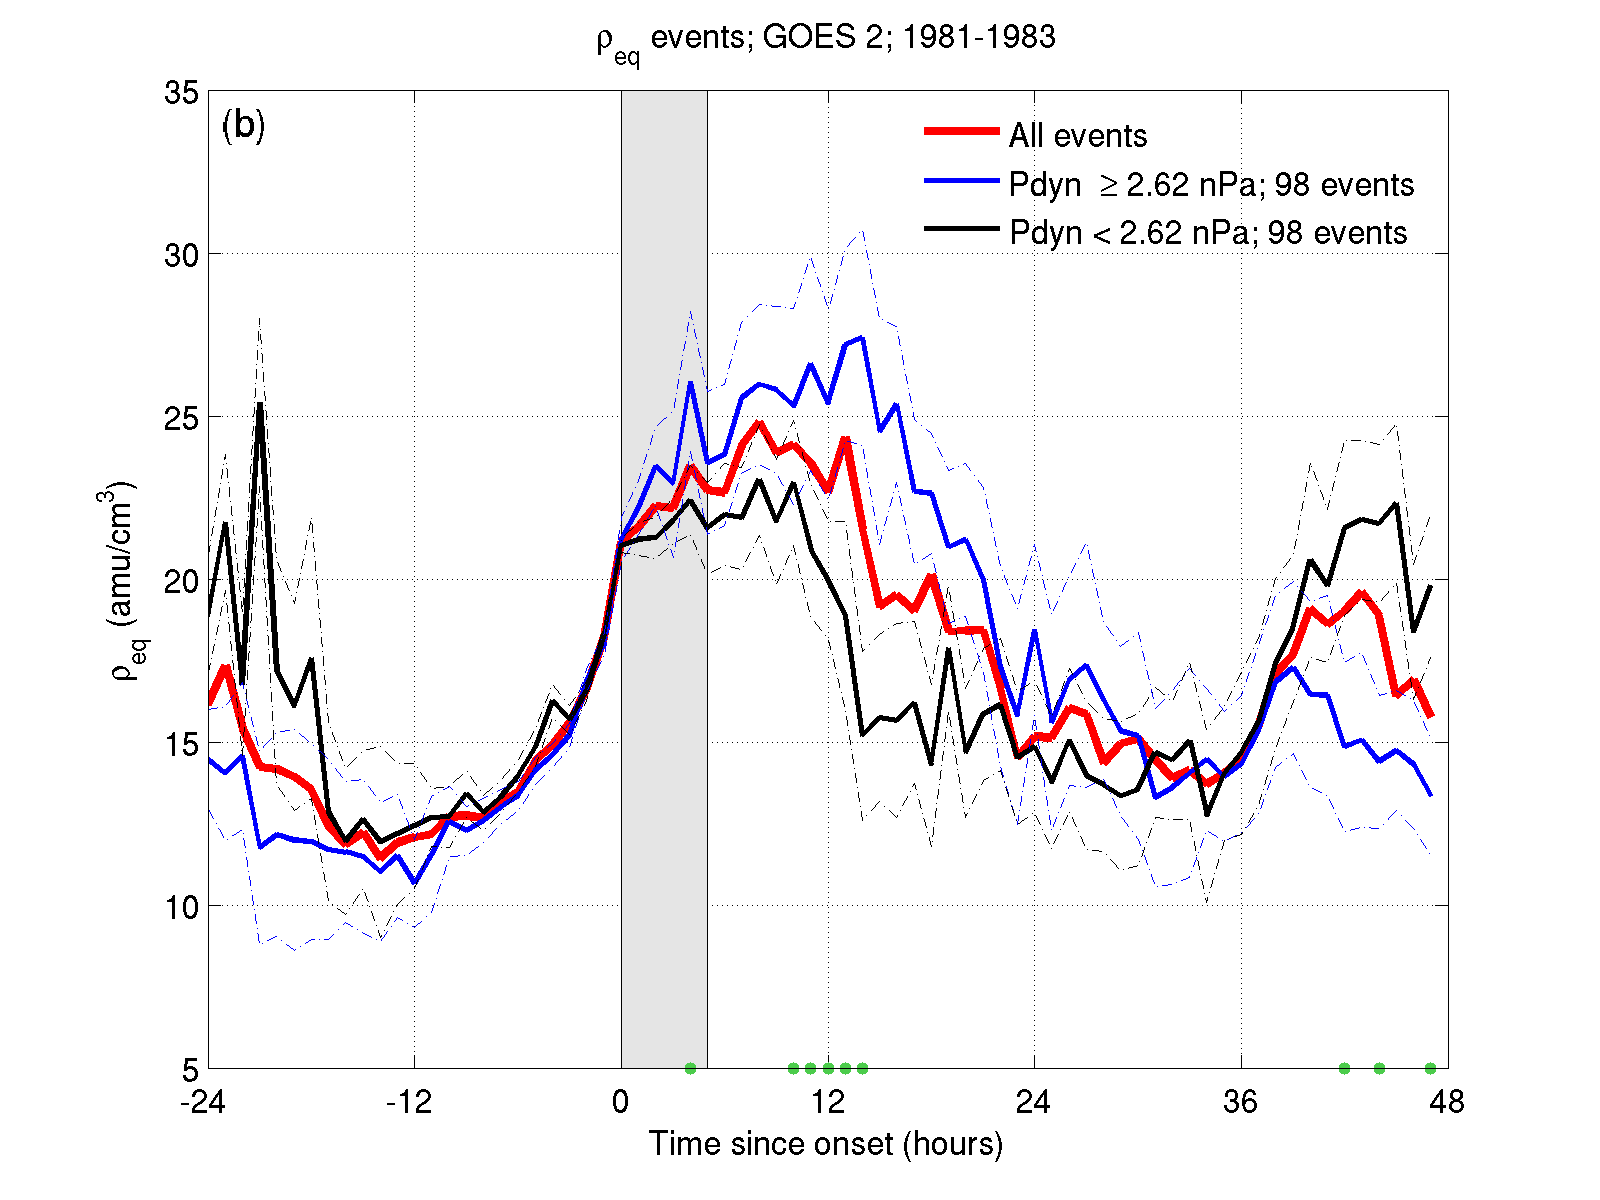 ρeq events; GOES 2; 1981-1983
(b)
All events
Pdyn ≥ 2.62 nPa; 98 events
Pdyn < 2.62 nPa; 98 events
35
30
25
20
15
10
5
ρeq (amu/cm³)
-24 -12 0 12 24 36 48
Time since onset (hours)